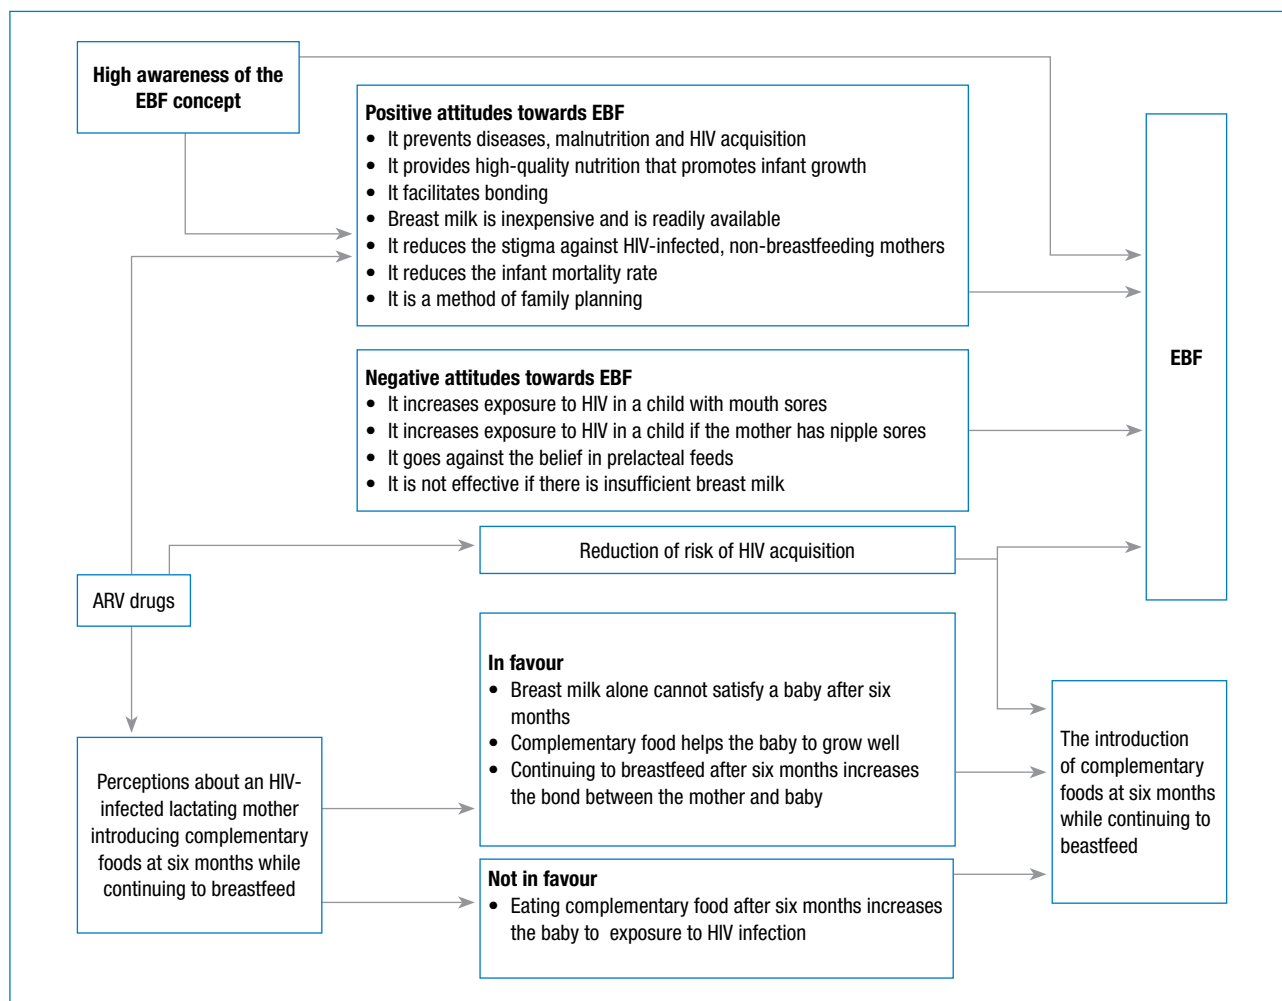 High awareness of the
EBF concept
Positive attitudes towards EBF
• It prevents diseases, malnutrition and HIV acquisition
• It provides high-quality nutrition that promotes infant growth
• It facilitates bonding
• Breast milk is inexpensive and is readily available
• It reduces the stigma against HIV-infected, non-breastfeeding mothers
• It reduces the infant mortality rate
• It is a method of family planning
EBF
Negative attitudes towards EBF
• It increases exposure to HIV in a child with mouth sores
• It increases exposure to HIV in a child if the mother has nipple sores
• It goes against the belief in prelacteal feeds
• It is not effective if there is insufficient breast milk
Reduction of risk of HIV acquisition
ARV drugs
In favour
• Breast milk alone cannot satisfy a baby after six
months
• Complementary food helps the baby to grow well
• Continuing to breastfeed after six months increases
the bond between the mother and baby
Perceptions about an HIV-
infected lactating mother
introducing complementary
foods at six months while
continuing to breastfeed
The introduction
of complementary
foods at six months
while continuing to
beastfeed
Not in favour
• Eating complementary food after six months increases
the baby to exposure to HIV infection